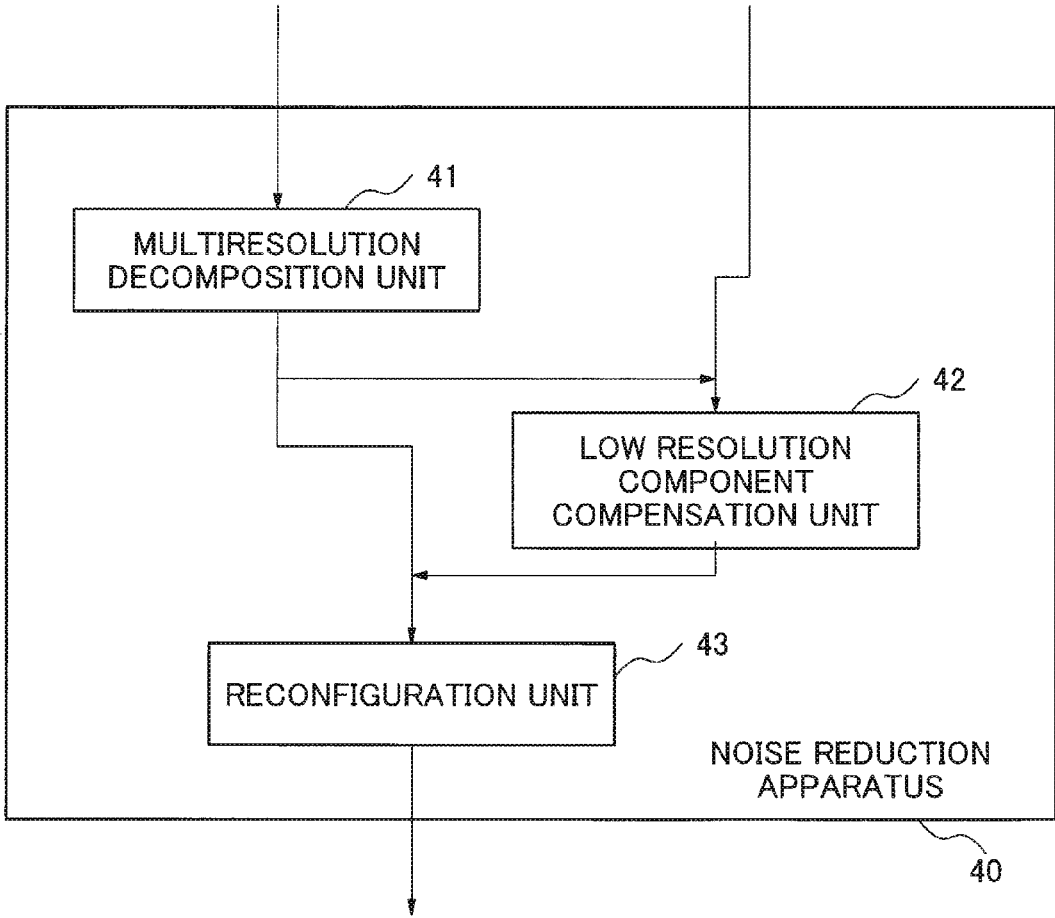 41
MULTIRESOLUTION
DECOMPOSITION UNIT
42
LOW RESOLUTION
COMPONENT
COMPENSATION UNIT
43
RECONFIGURATION UNIT
NOISE REDUCTION
APPARATUS
40